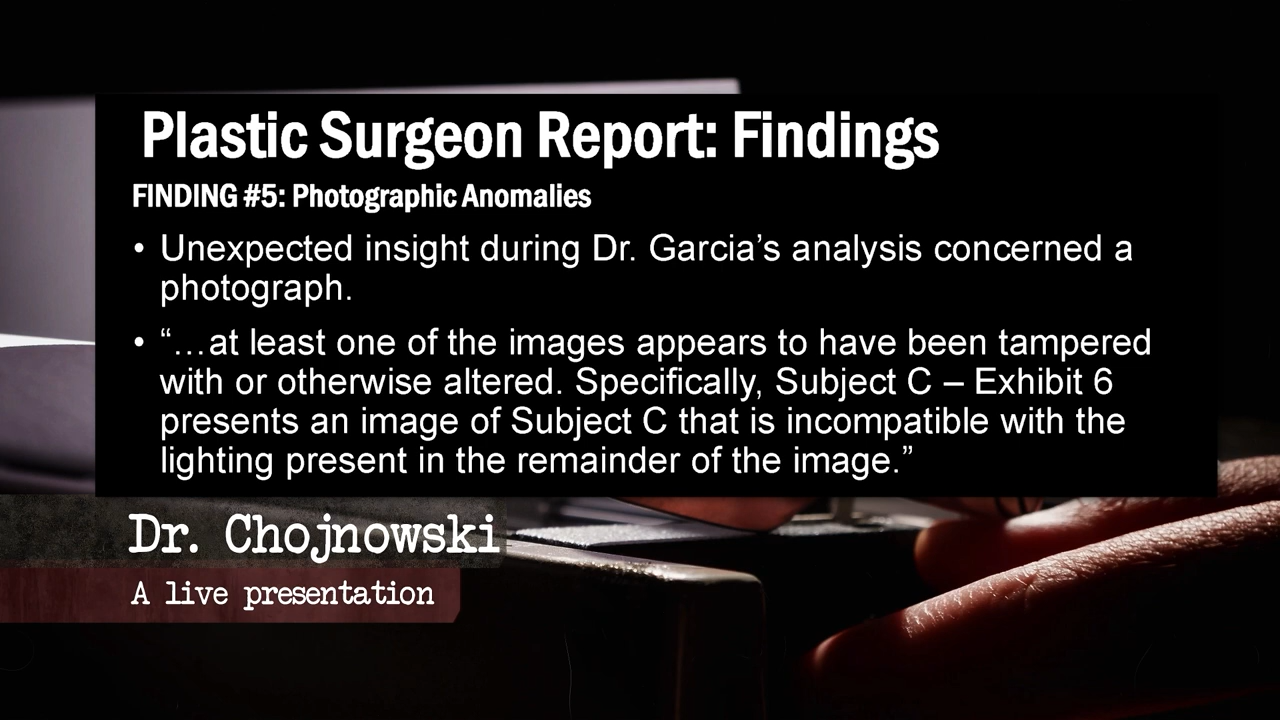 Plastic Surgeon Report: Findings
FINDING #5: Photographic Anomalies
• Unexpected insight during Dr. Garcia’s analysis concerned a
photograph.
• “…at least one of the images appears to have been tampered
with or otherwise altered. Specifically, Subject C – Exhibit 6
presents an image of Subject C that is incompatible with the
lighting present in the remainder of the image.”
Dr. Chojnowski
A live presentation